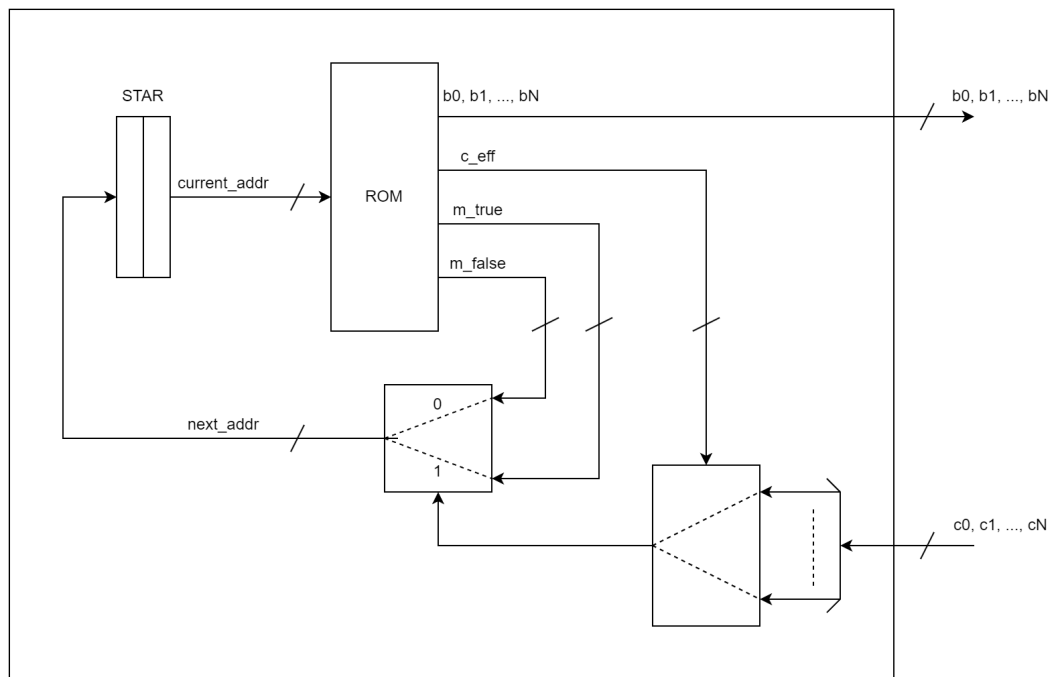 STAR
b0, b1, ..., bN
b0, b1, ..., bN
c_eff
current_addr
ROM
m_true
m_false
0
next_addr
1
c0, c1, ..., cN